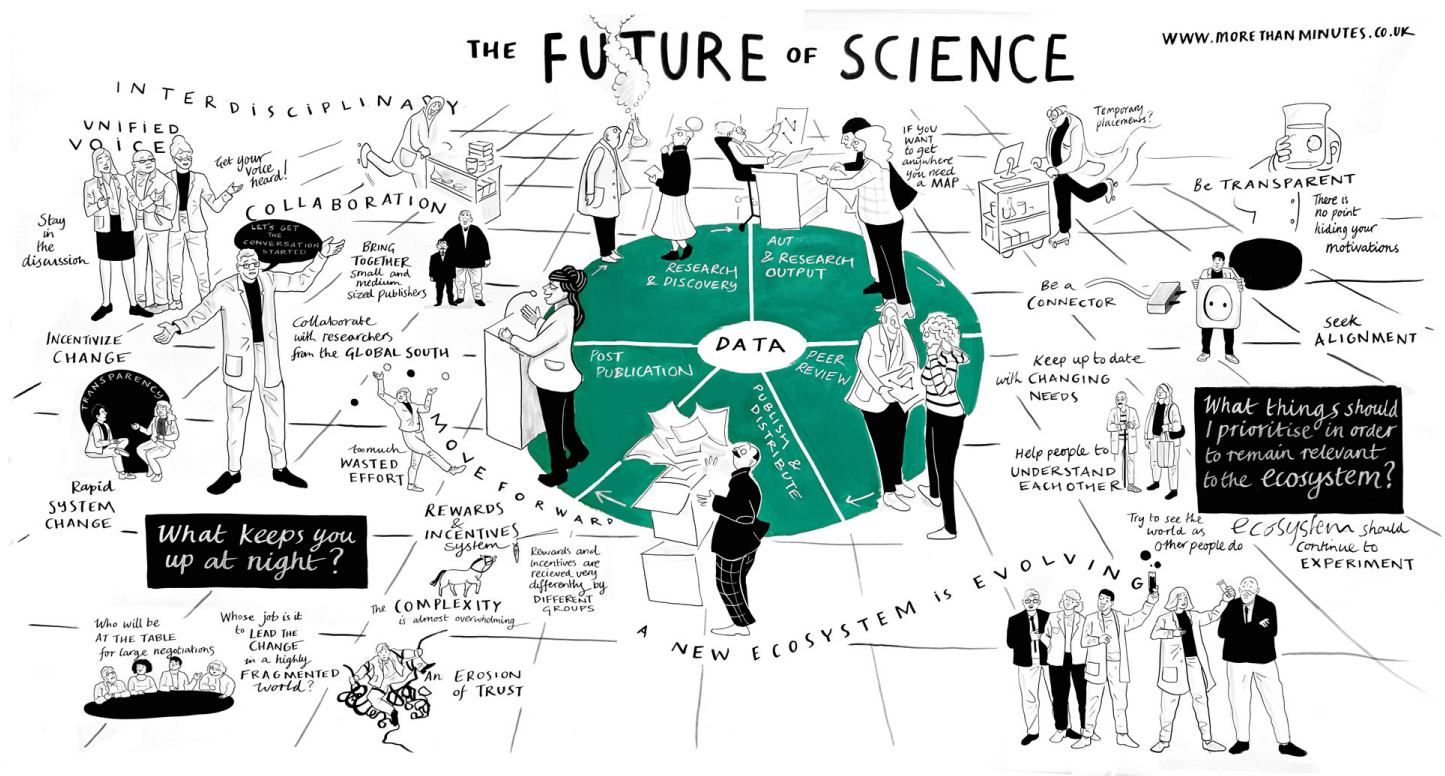 THE FUTURE OF SCIENCE
WWW.MORETHANMINUTES.CO.UK
INTERDISCIPLINARY
UNIFIED
VOICE
Get your
voice
heard!
Stay
in
the
discussion
COLLABORATION
LET'S GET
THE
CONVERSATION
STARTED
BRING
TOGETHER
small and
medium
sized publishers
INCENTIVIZE
CHANGE
Collaborate
with researchers
from the GLOBAL SOUTH
TRANSPARENCY
Rapid
SYSTEM
CHANGE
too much
WASTED
EFFORT
MOVE FORWARD
What keeps you
up at night?
REWARDS
&
INCENTIVES
System
Rewards and
incentives are
recieved very
differently by
DIFFERENT
GROUPS
The COMPLEXITY
is almost overwhelming
Who will be
AT THE TABLE
for large negotiations
Whose job is it
to LEAD THE
CHANGE
in a highly
FRAGMENTED
world?
An EROSION
of TRUST
RESEARCH
& DISCOVERY
AUT
& RESEARCH
OUTPUT
DATA
PEER
REVIEW
PUBLISH &
DISTRIBUTE
POST
PUBLICATION
IF YOU
WANT
to get
anywhere
you need
a MAP
Temporary
placements?
Be TRANSPARENT
There is
no point
hiding your
motivations
Be a
CONNECTOR
seek
ALIGNMENT
Keep up to date
with CHANGING
NEEDS
Help people to
UNDERSTAND
EACH OTHER
What things should
I prioritise in order
to remain relevant
to the ecosystem?
Try to see the
world as
other people do
ecosystem should
continue to
EXPERIMENT
A NEW ECOSYSTEM is EVOLVING